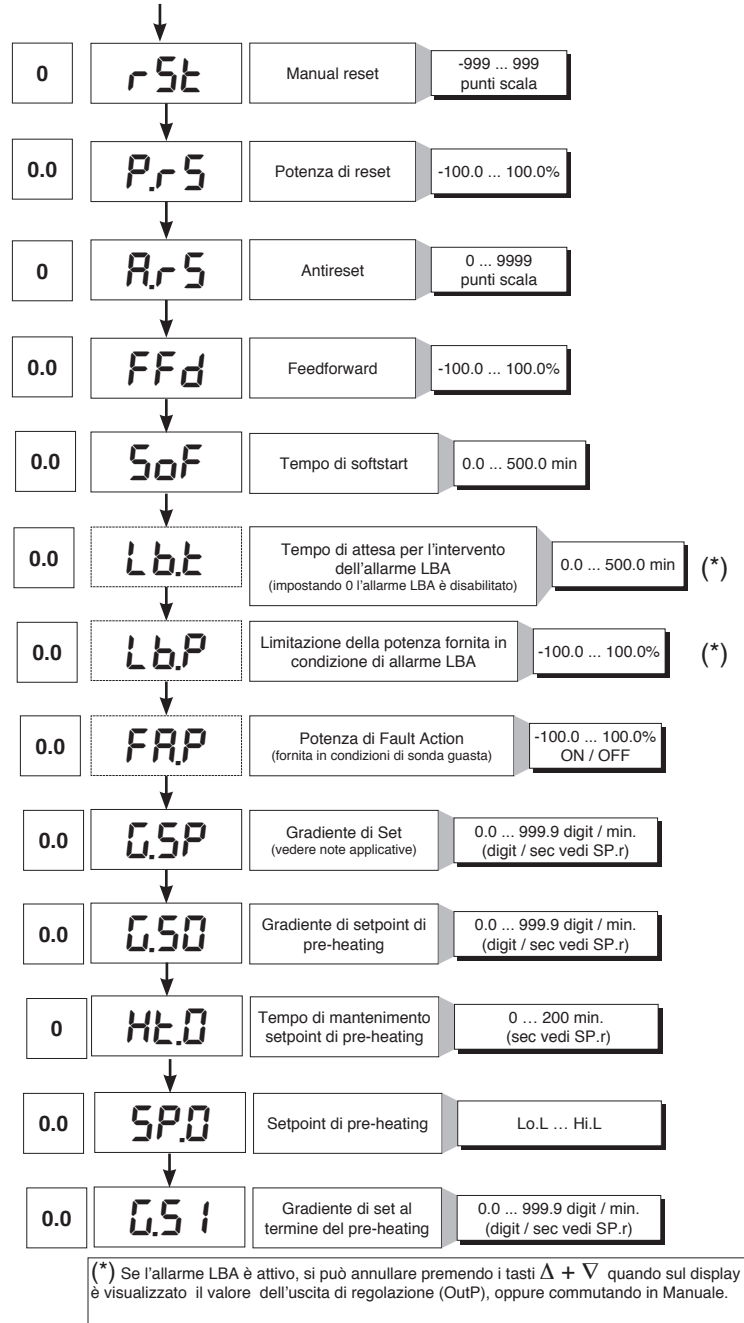 0
rSt
Manual reset
-999 ... 999
punti scala
0.0
P.rS
Potenza di reset
-100.0 ... 100.0%
0
A.rS
Antireset
0 ... 9999
punti scala
0.0
FFd
Feedforward
-100.0 ... 100.0%
0.0
SoF
Tempo di softstart
0.0 ... 500.0 min
0.0
Lb.t
Tempo di attesa per l'intervento
dell'allarme LBA
(impostando 0 l'allarme LBA è disabilitato)
0.0 ... 500.0 min
(*)
0.0
Lb.P
Limitazione della potenza fornita in
condizione di allarme LBA
-100.0 ... 100.0%
(*)
0.0
FA.P
Potenza di Fault Action
(fornita in condizioni di sonda guasta)
-100.0 ... 100.0%
ON / OFF
0.0
G.SP
Gradiente di Set
(vedere note applicative)
0.0 ... 999.9 digit / min.
(digit / sec vedi SP.r)
0.0
G.S0
Gradiente di setpoint di
pre-heating
0.0 ... 999.9 digit / min.
(digit / sec vedi SP.r)
0
Ht.0
Tempo di mantenimento
setpoint di pre-heating
0 … 200 min.
(sec vedi SP.r)
0.0
SP.0
Setpoint di pre-heating
Lo.L … Hi.L
0.0
G.S1
Gradiente di set al
termine del pre-heating
0.0 ... 999.9 digit / min.
(digit / sec vedi SP.r)
(*) Se l'allarme LBA è attivo, si può annullare premendo i tasti Δ + ∇ quando sul display
è visualizzato il valore dell'uscita di regolazione (OutP), oppure commutando in Manuale.